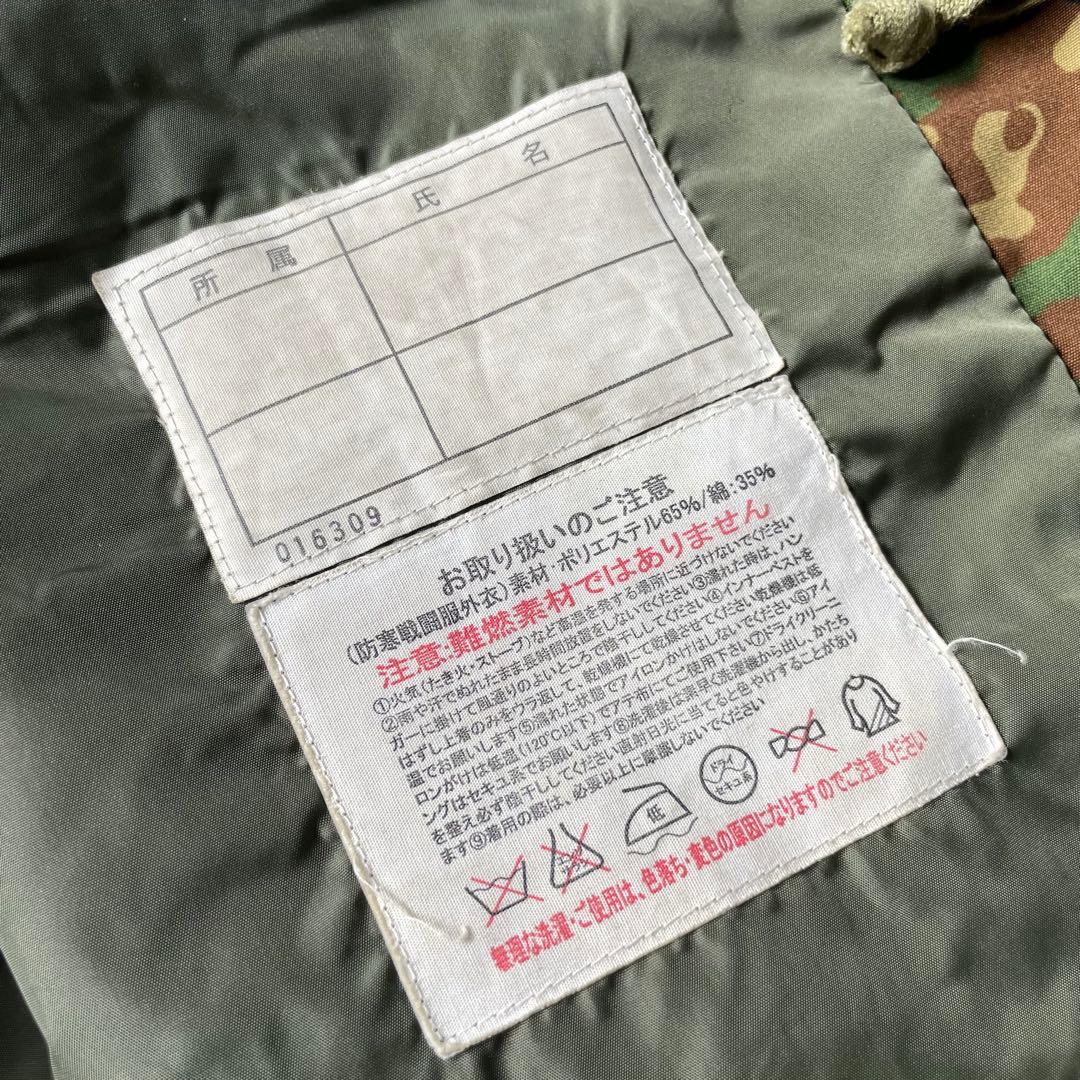 所属 氏名
016309
お取り扱いのご注意
(防寒戦闘服外衣)素材・ポリエステル65%/綿:35%
注意:難燃素材ではありません
①火気(たき火・ストーブ)など高温を発する場所に近づけないでください
②雨や汗でぬれたまま長時間放置をしないでください③濡れた時は、ハン
ガーに掛けて風通りのよいところで陰干ししてください④インナーベストを
はずし上着のみをウラ返して、乾燥機にて乾燥させてください乾燥機は低
温でお願いします⑤濡れた状態でアイロンがけはしないでください⑥アイ
ロンがけは低温(120℃以下)でアテ布にてご使用下さい⑦ドライクリーニ
ングはセキユ系でお願いします⑧洗濯後は素早く洗濯機から出し、かたち
を整え必ず陰干ししてください直射日光に当てると色やけすることがあり
ます⑨着用の際は、必要以上に摩擦しないでください
エンソサラシ 低 ドライ セキユ系
無理な洗濯・ご使用は、色落ち・変色の原因になりますのでご注意ください